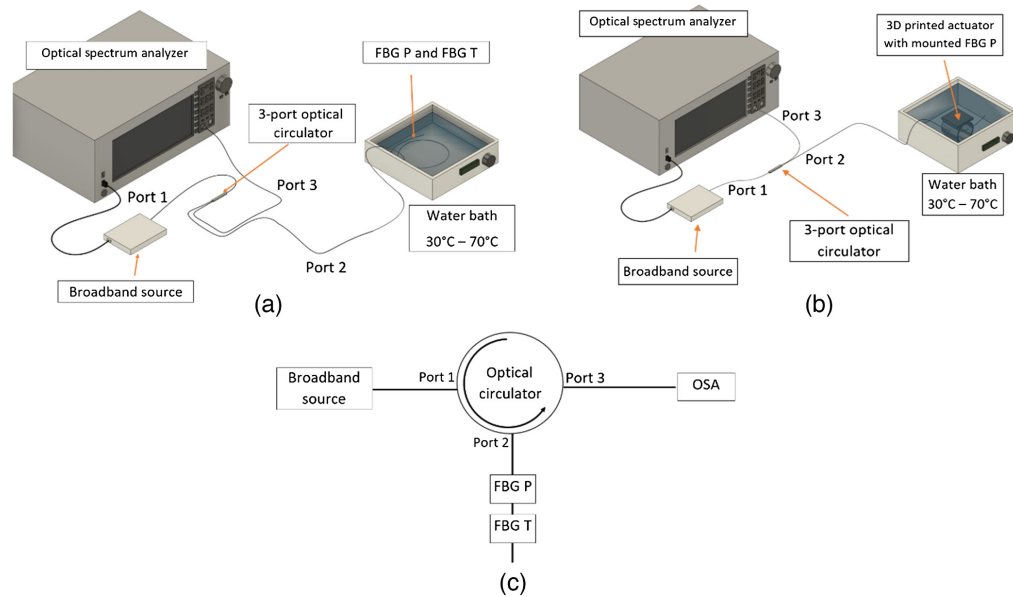 Optical spectrum analyzer
FBG P and FBG T
3-port optical
circulator
Port 1
Port 3
Water bath
30°C – 70°C
Port 2
Broadband source
(a)
Optical spectrum analyzer
3D printed actuator
with mounted FBG P
Port 3
Port 2
Port 1
Water bath
30°C – 70°C
3-port optical
circulator
Broadband source
(b)
Broadband
source
Port 1
Optical
circulator
Port 3
OSA
Port 2
FBG P
FBG T
(c)